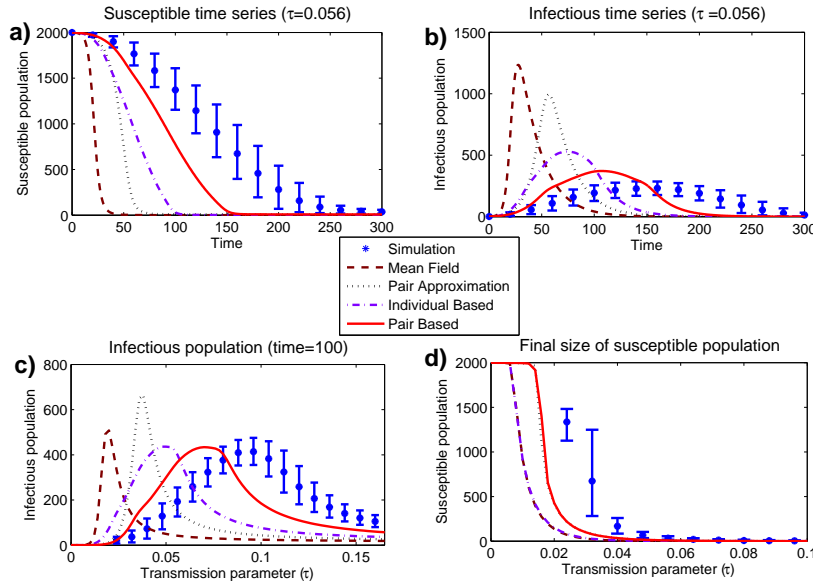 a)
Susceptible time series (τ=0.056)
2000
1500
1000
500
0
Susceptible population
0 50 100 150 200 250 300
Time
b)
Infectious time series (τ =0.056)
1500
1000
500
0
Infectious population
0 50 100 150 200 250 300
Time
Simulation
Mean Field
Pair Approximation
Individual Based
Pair Based
c)
Infectious population (time=100)
800
600
400
200
0
Infectious population
0 0.05 0.1 0.15
Transmission parameter (τ)
d)
Final size of susceptible population
2000
1500
1000
500
0
Susceptible population
0 0.02 0.04 0.06 0.08 0.1
Transmission parameter (τ)